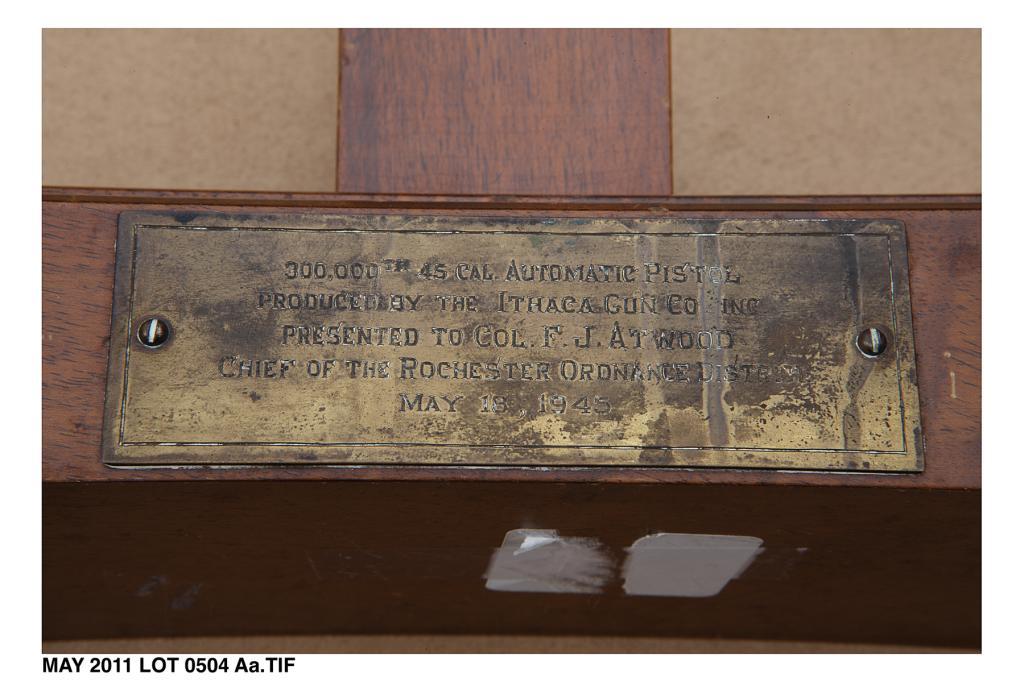 300,000TH 45 CAL. AUTOMATIC PISTOL
PRODUCED BY THE ITHACA GUN CO INC
PRESENTED TO COL. F. J. ATWOOD
CHIEF OF THE ROCHESTER ORDNANCE DISTRICT
MAY 18, 1945
MAY 2011 LOT 0504 Aa.TIF